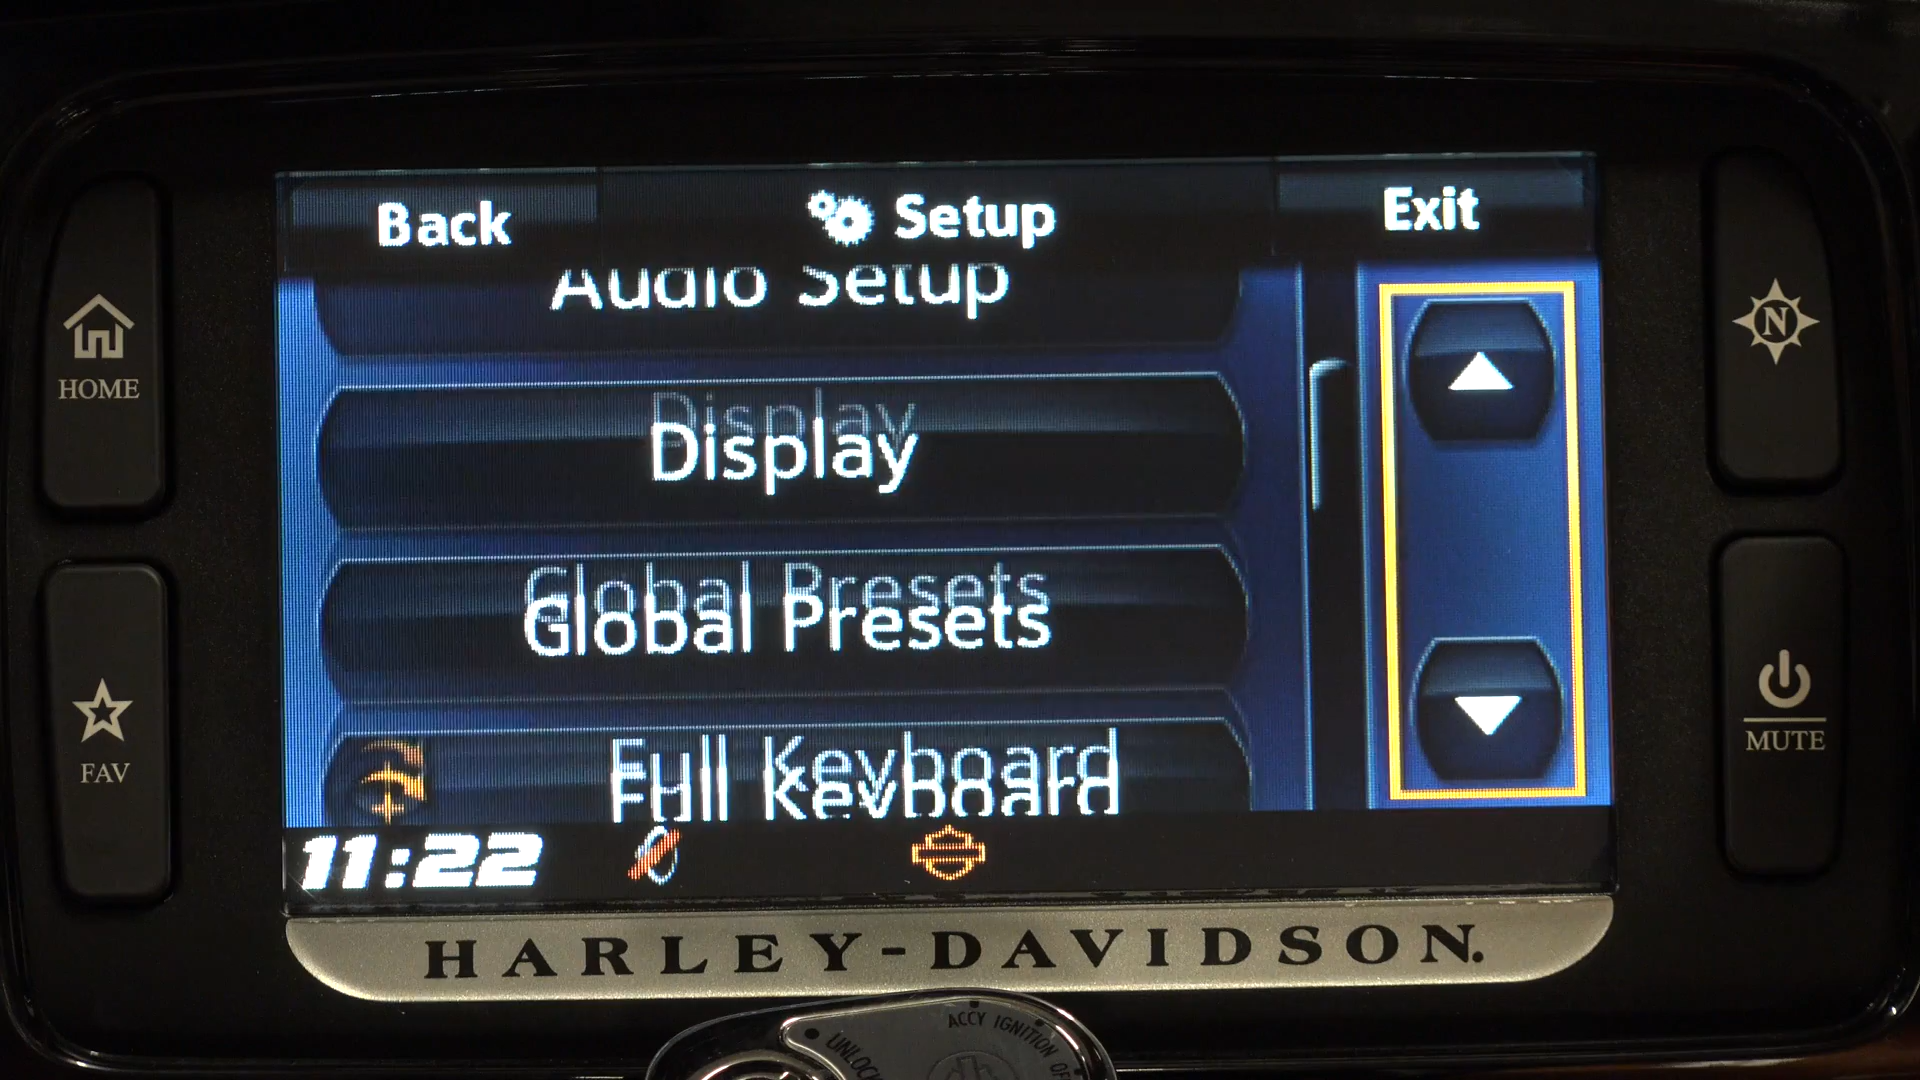 Back
Setup
Exit
Audio Setup
HOME
N
Display
Global Presets
Full Keyboard
FAV
MUTE
11:22
HARLEY-DAVIDSON.
ACCY IGNITION
UNLOCK